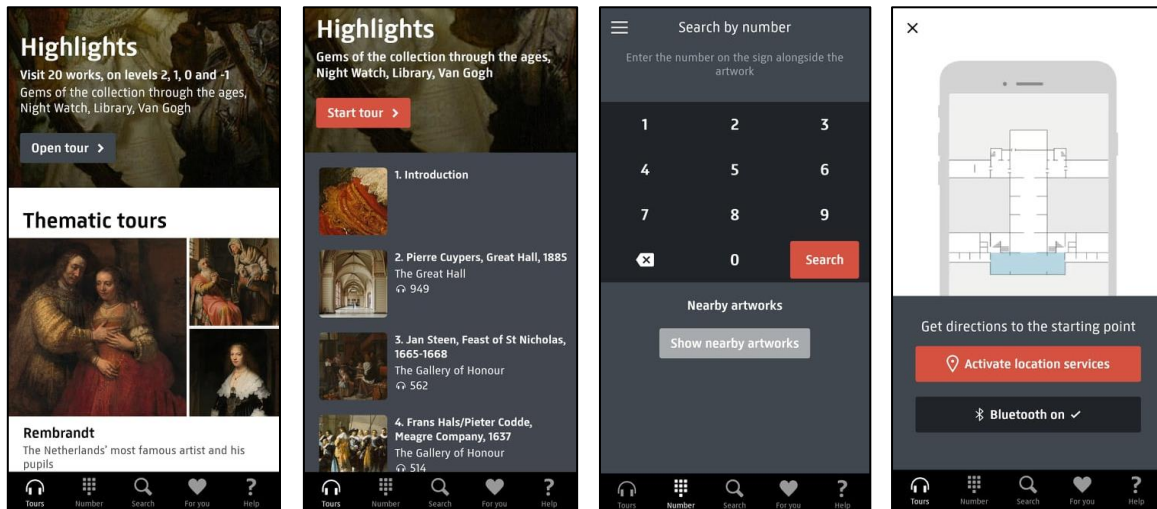 Highlights
Visit 20 works, on levels 2, 1, 0 and -1
Gems of the collection through the ages,
Night Watch, Library, Van Gogh
Open tour >
Thematic tours
Rembrandt
The Netherlands' most famous artist and his
pupils
Tours Number Search For you Help
Highlights
Gems of the collection through the ages,
Night Watch, Library, Van Gogh
Start tour >
1. Introduction
2. Pierre Cuypers, Great Hall, 1885
The Great Hall
949
3. Jan Steen, Feast of St Nicholas,
1665-1668
The Gallery of Honour
562
4. Frans Hals/Pieter Codde,
Meagre Company, 1637
The Gallery of Honour
514
Tours Number Search For you Help
Search by number
Enter the number on the sign alongside the
artwork
1 2 3
4 5 6
7 8 9
0 Search
Nearby artworks
Show nearby artworks
Tours Number Search For you Help
Get directions to the starting point
Activate location services
Bluetooth on ✓
Tours Number Search For you Help